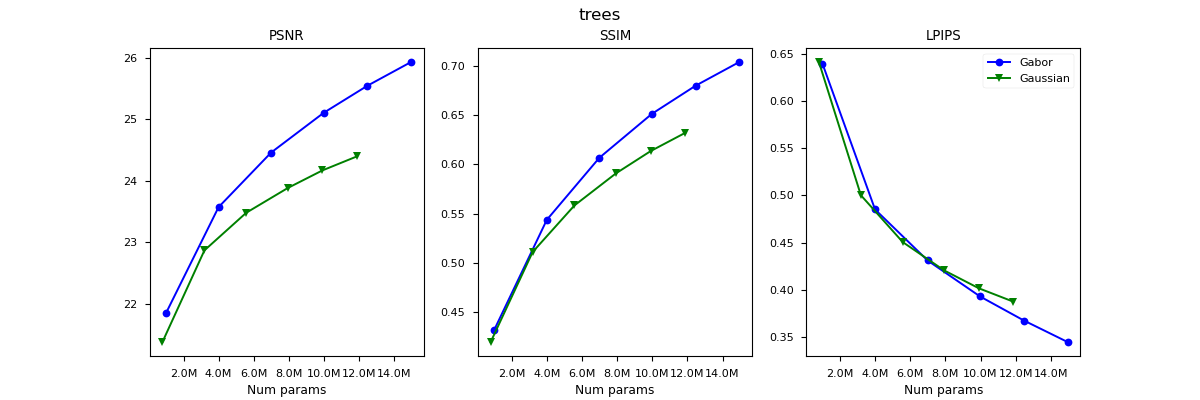 trees
PSNR
26
25
24
23
22
2.0M 4.0M 6.0M 8.0M 10.0M 12.0M 14.0M
Num params
SSIM
0.70
0.65
0.60
0.55
0.50
0.45
2.0M 4.0M 6.0M 8.0M 10.0M 12.0M 14.0M
Num params
LPIPS
0.65
0.60
0.55
0.50
0.45
0.40
0.35
Gabor
Gaussian
2.0M 4.0M 6.0M 8.0M 10.0M 12.0M 14.0M
Num params